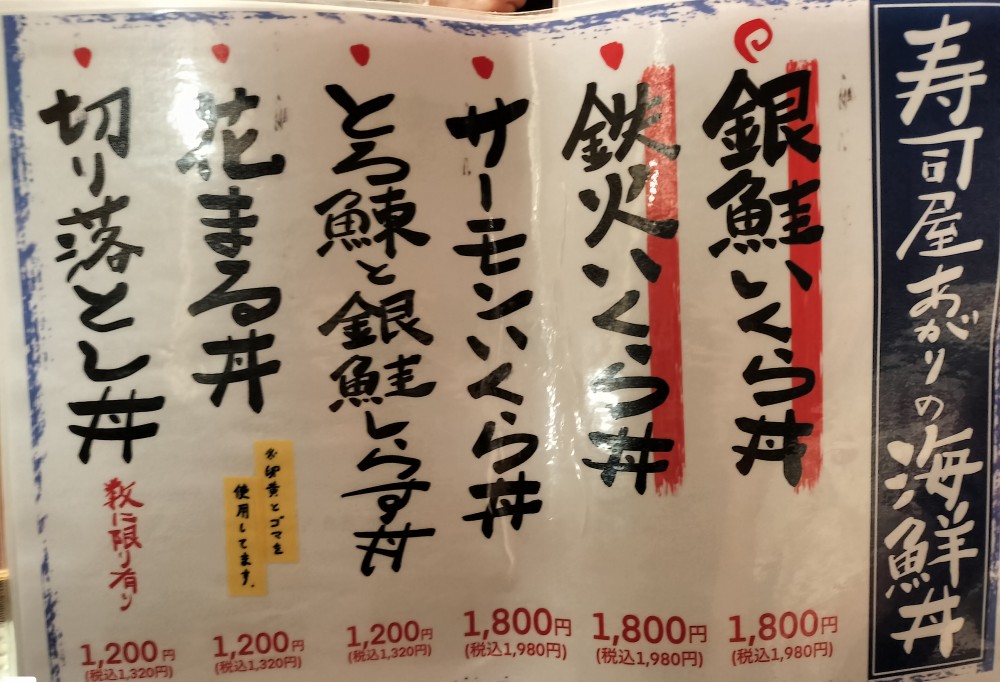 寿司屋あがりの海鮮丼
銀鮭いくら丼
1,800円
(税込1,980円)
鉄火いくら丼
1,800円
(税込1,980円)
サーモンいくら丼
1,800円
(税込1,980円)
とろ鰊と銀鮭しらす丼
1,200円
(税込1,320円)
花まる丼
※卵黄とゴマを
使用してます。
1,200円
(税込1,320円)
切り落とし丼
数に限り有り
1,200円
(税込1,320円)